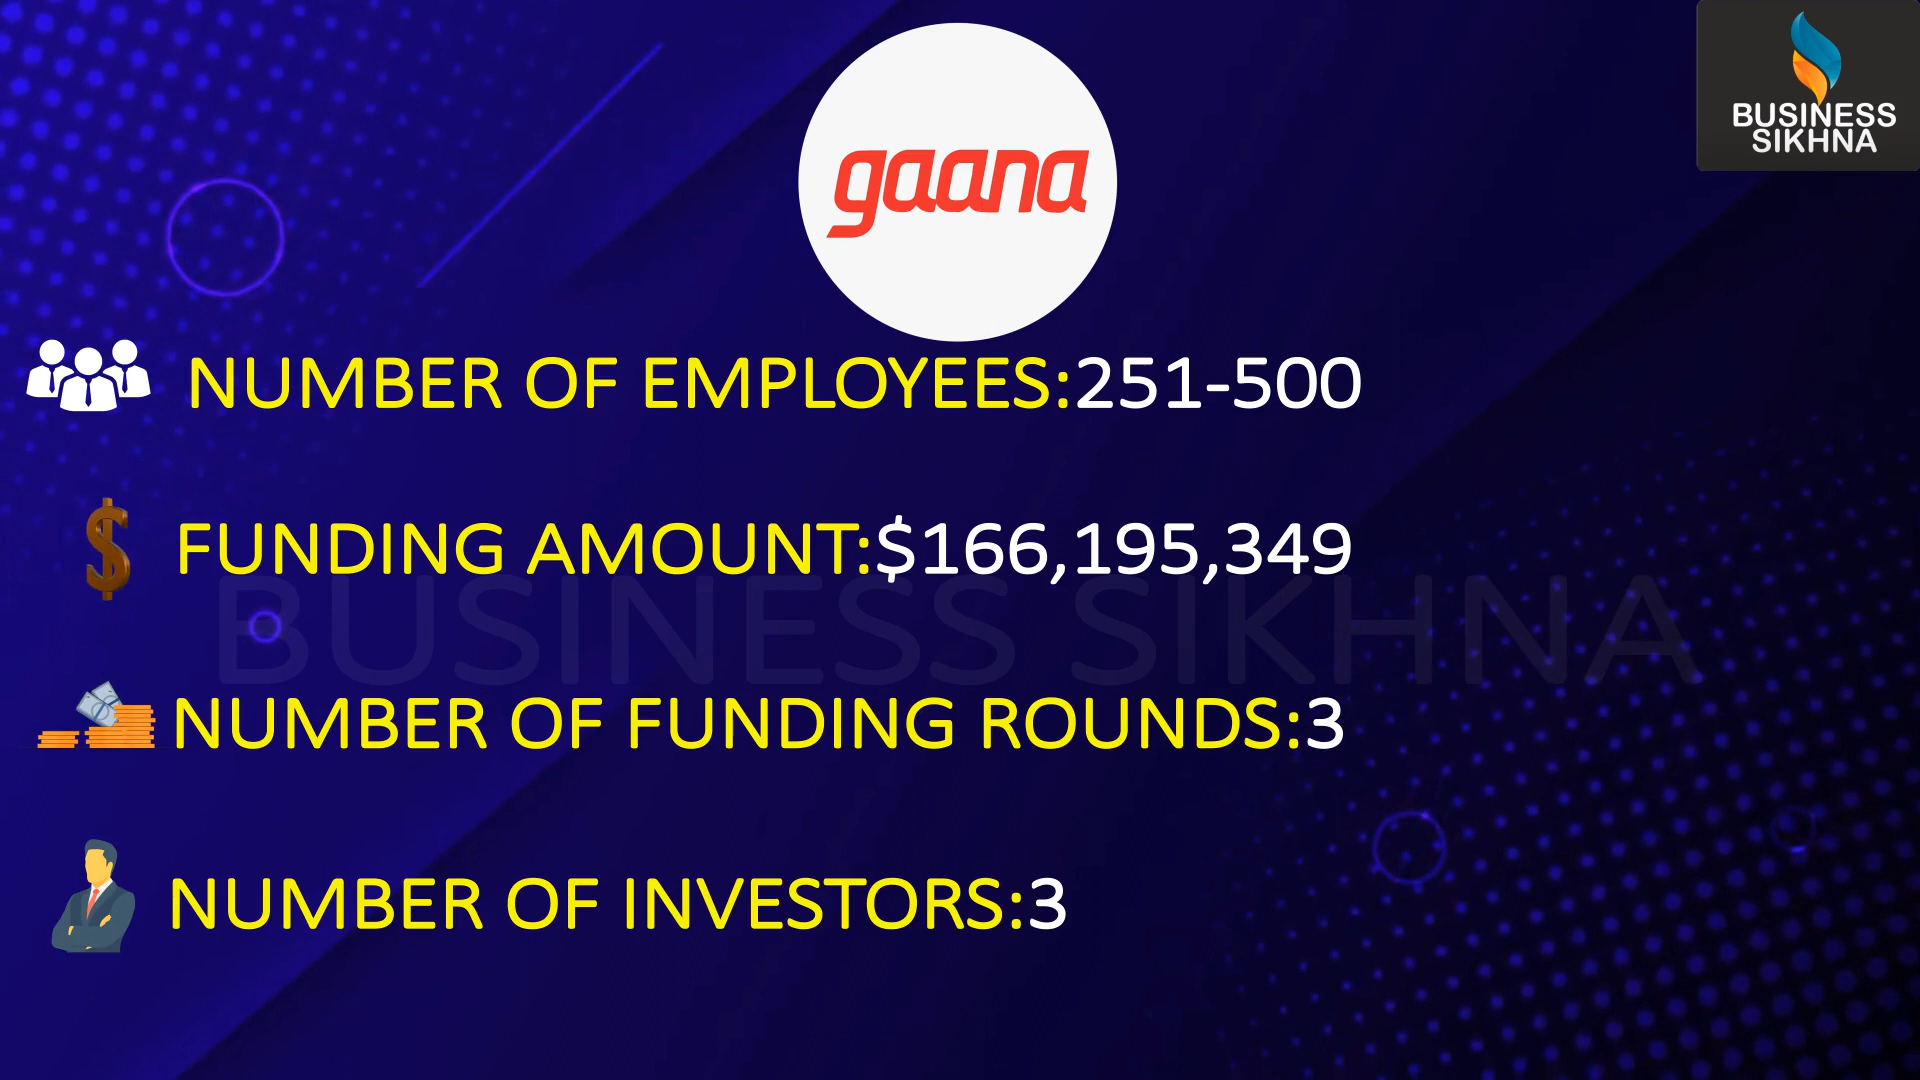 gaana
BUSINESS
SIKHNA
NUMBER OF EMPLOYEES:251-500
FUNDING AMOUNT:$166,195,349
BUSINESS SIKHNA
NUMBER OF FUNDING ROUNDS:3
NUMBER OF INVESTORS:3